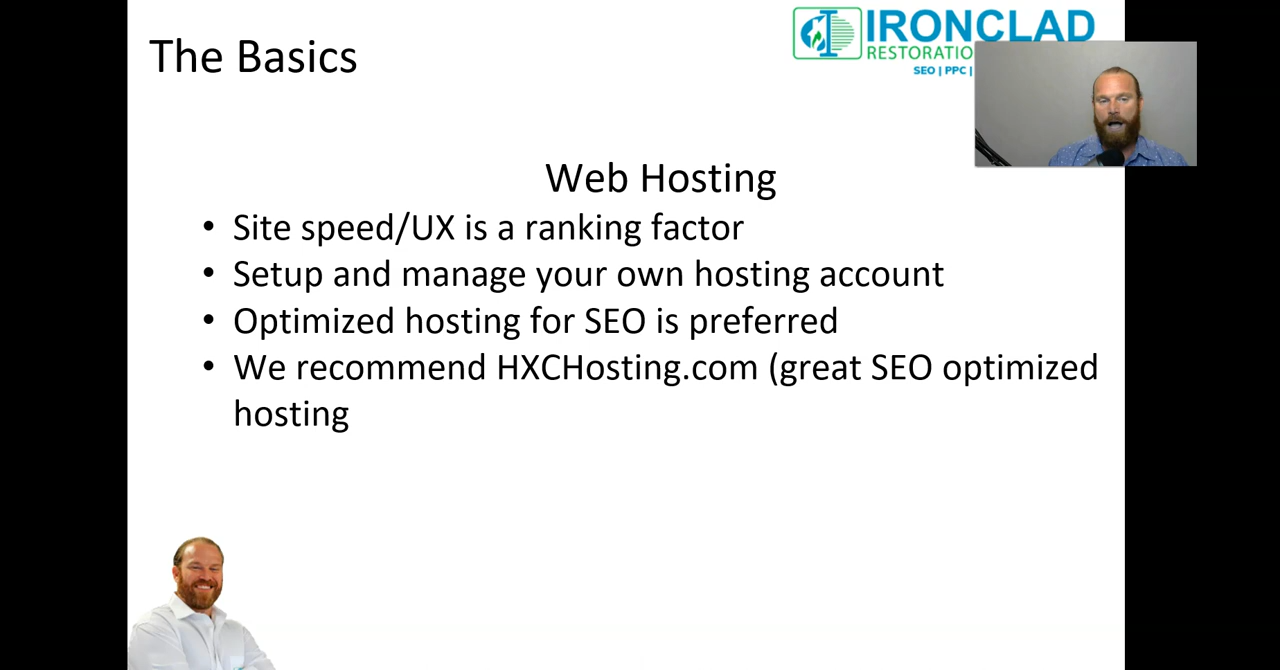 The Basics
IRONCLAD
RESTORATIO
SEO | PPC |
Web Hosting
• Site speed/UX is a ranking factor
• Setup and manage your own hosting account
• Optimized hosting for SEO is preferred
• We recommend HXCHosting.com (great SEO optimized
hosting